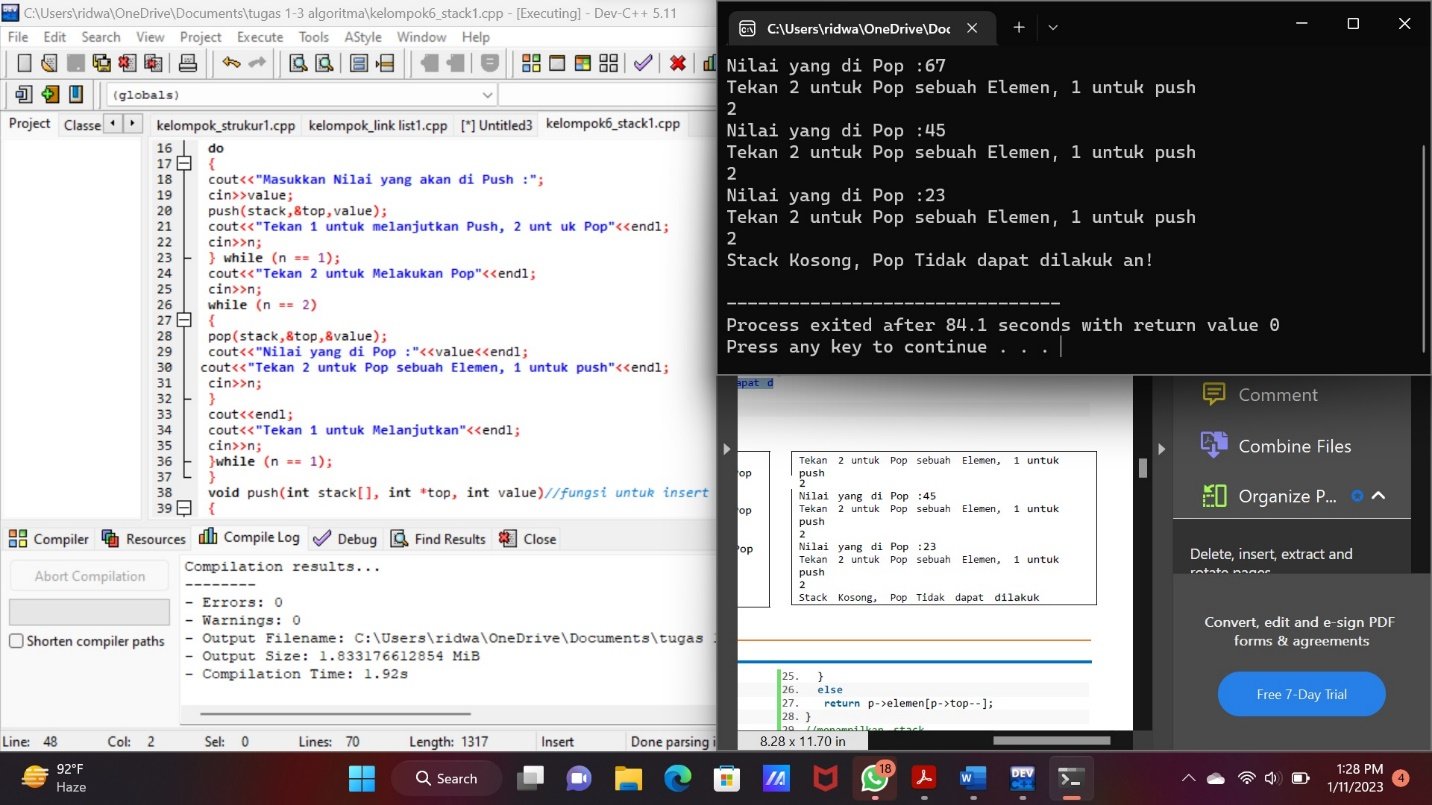 C:\Users\ridwa\OneDrive\Documents\tugas 1-3 algoritma\kelompok6_stack1.cpp - [Executing] - Dev-C++ 5.11
File Edit Search View Project Execute Tools AStyle Window Help
(globals)
Project Classe
kelompok_strukur1.cpp kelompok_link list1.cpp [*] Untitled3 kelompok6_stack1.cpp
16 do
17 {
18 cout<<"Masukkan Nilai yang akan di Push :";
19 cin>>value;
20 push(stack,&top,value);
21 cout<<"Tekan 1 untuk melanjutkan Push, 2 unt uk Pop"<<endl;
22 cin>>n;
23 } while (n == 1);
24 cout<<"Tekan 2 untuk Melakukan Pop"<<endl;
25 cin>>n;
26 while (n == 2)
27 {
28 pop(stack,&top,&value);
29 cout<<"Nilai yang di Pop :"<<value<<endl;
30 cout<<"Tekan 2 untuk Pop sebuah Elemen, 1 untuk push"<<endl;
31 cin>>n;
32 }
33 cout<<endl;
34 cout<<"Tekan 1 untuk Melanjutkan"<<endl;
35 cin>>n;
36 }while (n == 1);
37 }
38 void push(int stack[], int *top, int value)//fungsi untuk insert
39 {
Compiler Resources Compile Log Debug Find Results Close
Abort Compilation
Shorten compiler paths
Compilation results...
--------
- Errors: 0
- Warnings: 0
- Output Filename: C:\Users\ridwa\OneDrive\Documents\tugas 1
- Output Size: 1.833176612854 MiB
- Compilation Time: 1.92s
Line: 48 Col: 2 Sel: 0 Lines: 70 Length: 1317 Insert Done parsing i
C:\Users\ridwa\OneDrive\Doc
Nilai yang di Pop :67
Tekan 2 untuk Pop sebuah Elemen, 1 untuk push
2
Nilai yang di Pop :45
Tekan 2 untuk Pop sebuah Elemen, 1 untuk push
2
Nilai yang di Pop :23
Tekan 2 untuk Pop sebuah Elemen, 1 untuk push
2
Stack Kosong, Pop Tidak dapat dilakuk an!
--------------------------------
Process exited after 84.1 seconds with return value 0
Press any key to continue . . .
apat d
op
op
Pop
Tekan 2 untuk Pop sebuah Elemen, 1 untuk
push
2
Nilai yang di Pop :45
Tekan 2 untuk Pop sebuah Elemen, 1 untuk
push
2
Nilai yang di Pop :23
Tekan 2 untuk Pop sebuah Elemen, 1 untuk
push
2
Stack Kosong, Pop Tidak dapat dilakuk
25. }
26. else
27. return p->elemen[p->top--];
28. }
29. //menampilkan stack
8.28 x 11.70 in
Comment
Combine Files
Organize P...
Delete, insert, extract and
rotate pages
Convert, edit and e-sign PDF
forms & agreements
Free 7-Day Trial
92°F
Haze
Search
18
DEV
1:28 PM
1/11/2023
4